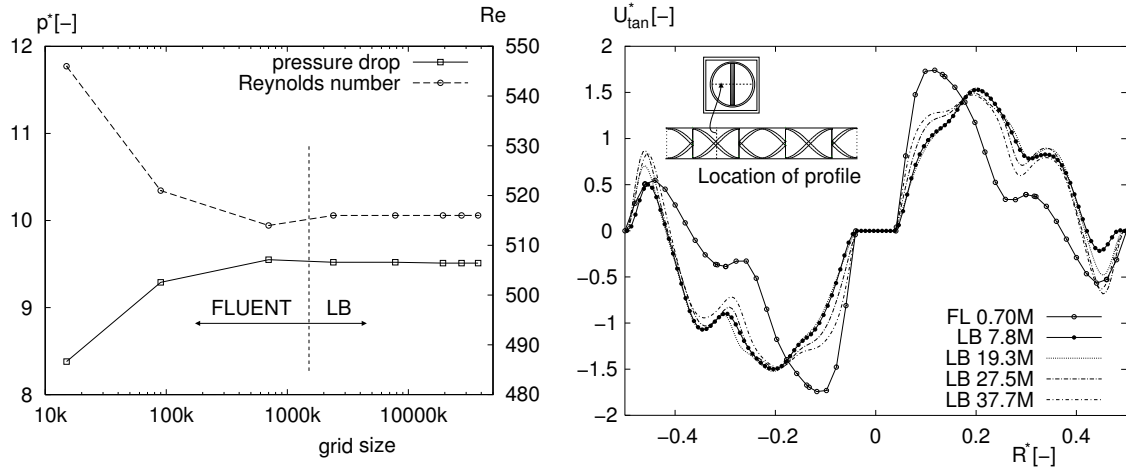 p*[-]
Re
12
11
10
9
8
550
540
530
520
510
500
490
480
pressure drop
Reynolds number
FLUENT
LB
10k
100k
1000k
10000k
grid size
U*tan[-]
2
1.5
1
0.5
0
−0.5
−1
−1.5
−2
Location of profile
FL 0.70M
LB 7.8M
LB 19.3M
LB 27.5M
LB 37.7M
−0.4
−0.2
0
0.2
0.4
R*[-]